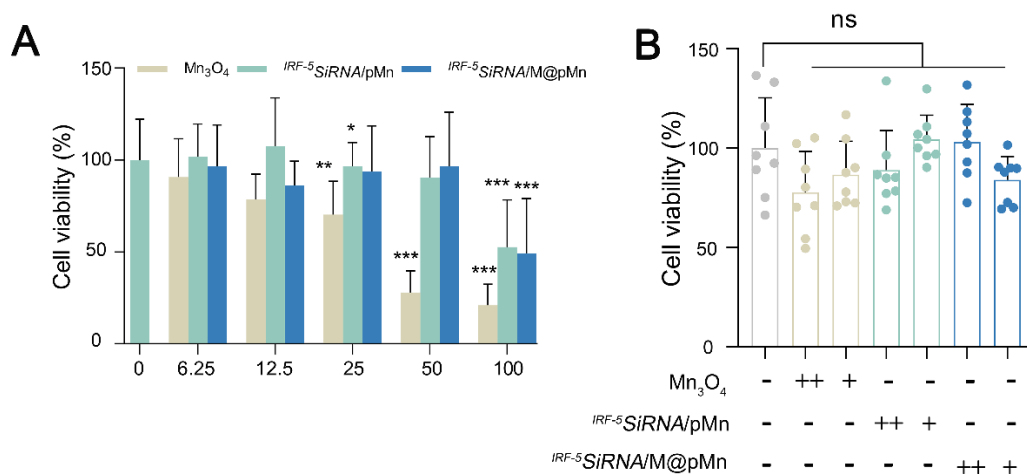 A
Mn₃O₄ IRF-5SiRNA/pMn IRF-5SiRNA/M@pMn
Cell viability (%)
150
100
50
0
** * *** *** *** ***
0 6.25 12.5 25 50 100
B
ns
Cell viability (%)
150
100
50
0
Mn₃O₄ - ++ + - - - -
IRF-5SiRNA/pMn - - - ++ + - -
IRF-5SiRNA/M@pMn - - - - - ++ +